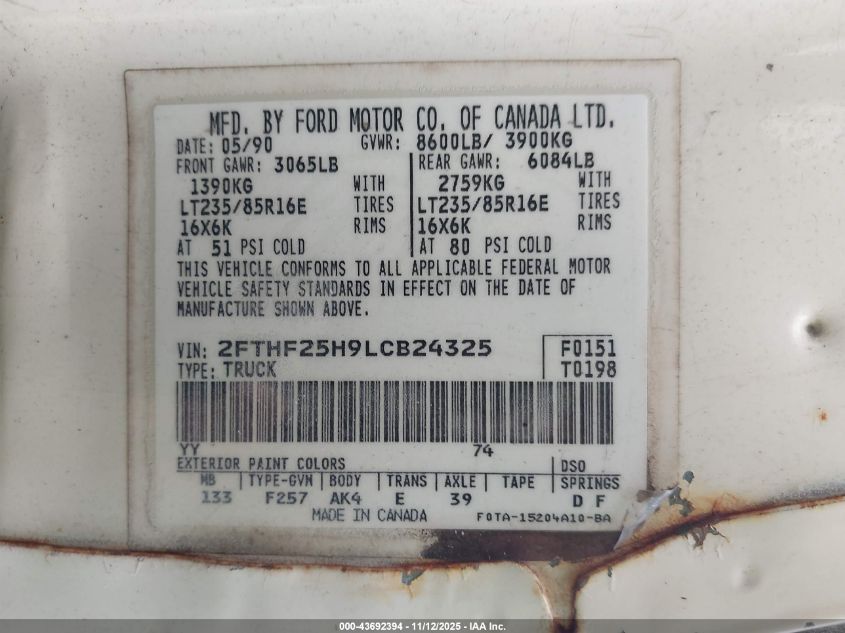 MFD. BY FORD MOTOR CO. OF CANADA LTD.
DATE: 05/90 GVWR: 8600LB/ 3900KG
FRONT GAWR: 3065LB REAR GAWR: 6084LB
1390KG WITH 2759KG WITH
LT235/85R16E TIRES LT235/85R16E TIRES
16X6K RIMS 16X6K RIMS
AT 51 PSI COLD AT 80 PSI COLD
THIS VEHICLE CONFORMS TO ALL APPLICABLE FEDERAL MOTOR
VEHICLE SAFETY STANDARDS IN EFFECT ON THE DATE OF
MANUFACTURE SHOWN ABOVE.
VIN: 2FTHF25H9LCB24325 F0151
TYPE: TRUCK T0198
YY 74
EXTERIOR PAINT COLORS DSO
WB TYPE-GVW BODY TRANS AXLE TAPE SPRINGS
133 F257 AK4 E 39 D F
MADE IN CANADA F0TA-15204A10-BA
000-43692394 - 11/12/2025 - IAA Inc.